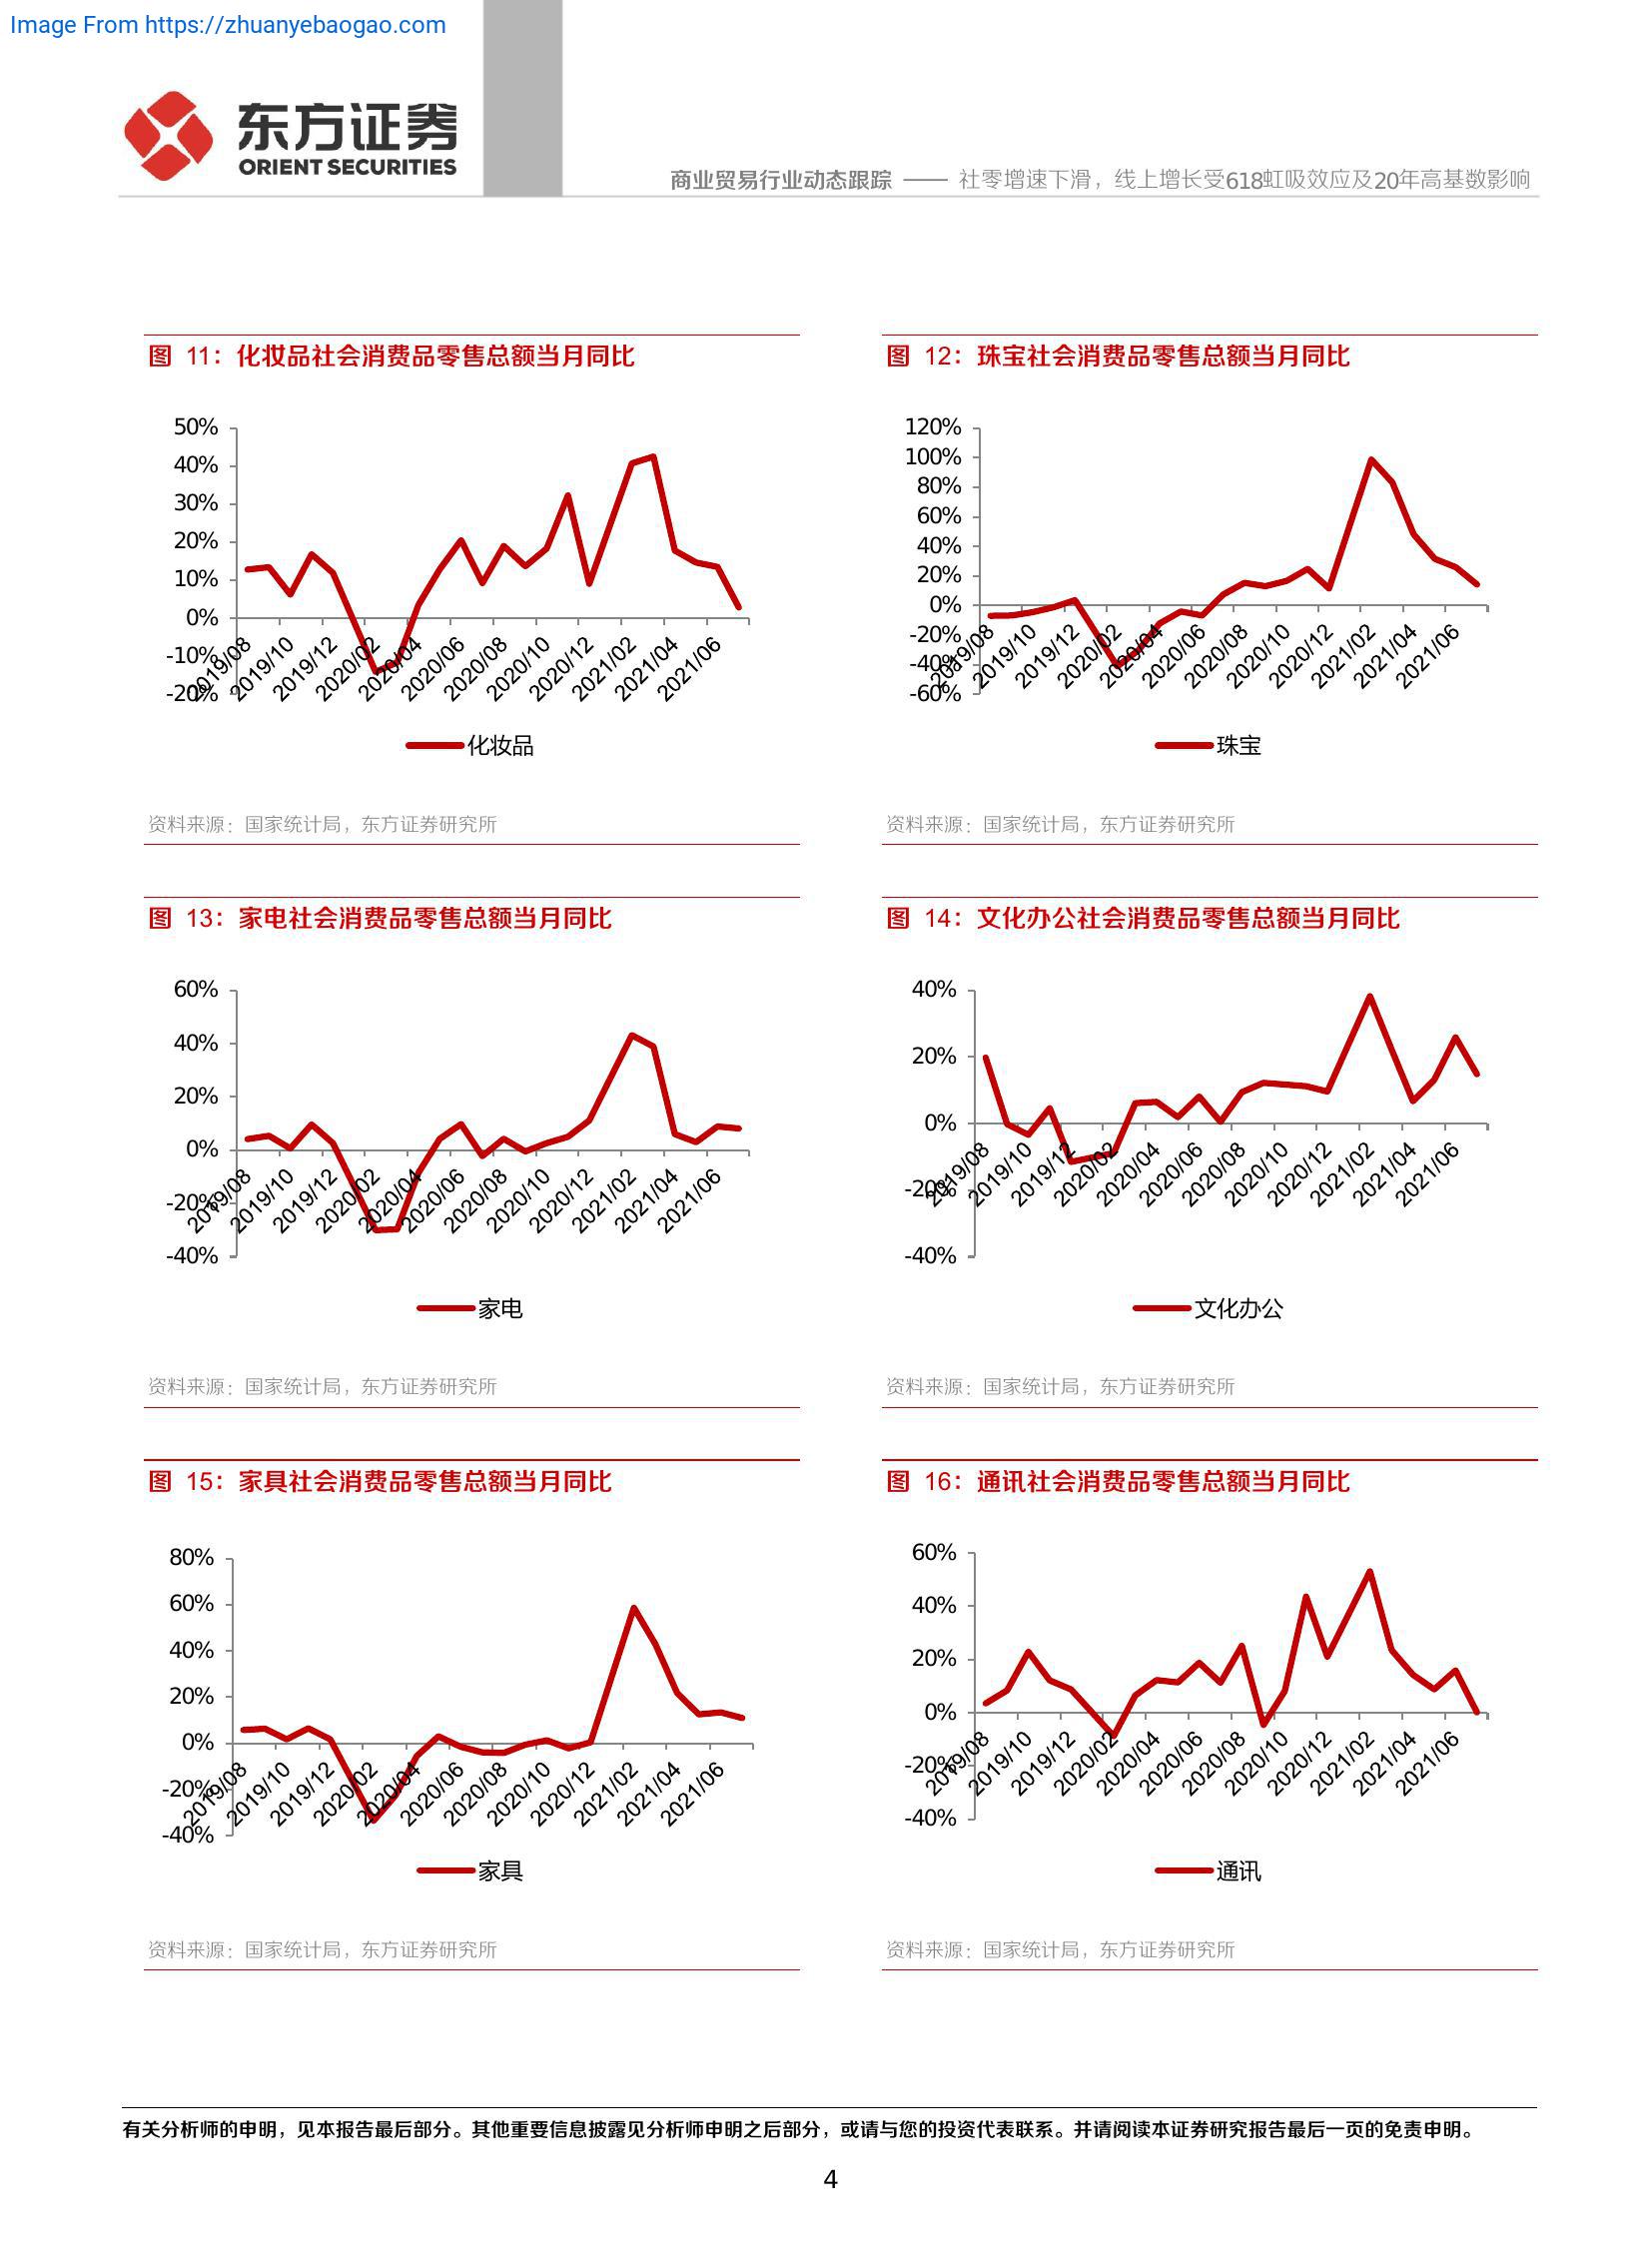 Image From https://zhuanyebaogao.com
东方证券
ORIENT SECURITIES
商业贸易行业动态跟踪 —— 社零增速下滑，线上增长受618虹吸效应及20年高基数影响
图 11：化妆品社会消费品零售总额当月同比
50%
40%
30%
20%
10%
0%
-10%
-20%
2019/08 2019/10 2019/12 2020/02 2020/04 2020/06 2020/08 2020/10 2020/12 2021/02 2021/04 2021/06
化妆品
资料来源：国家统计局，东方证券研究所
图 12：珠宝社会消费品零售总额当月同比
120%
100%
80%
60%
40%
20%
0%
-20%
-40%
-60%
2019/08 2019/10 2019/12 2020/02 2020/04 2020/06 2020/08 2020/10 2020/12 2021/02 2021/04 2021/06
珠宝
资料来源：国家统计局，东方证券研究所
图 13：家电社会消费品零售总额当月同比
60%
40%
20%
0%
-20%
-40%
2019/08 2019/10 2019/12 2020/02 2020/04 2020/06 2020/08 2020/10 2020/12 2021/02 2021/04 2021/06
家电
资料来源：国家统计局，东方证券研究所
图 14：文化办公社会消费品零售总额当月同比
40%
20%
0%
-20%
-40%
2019/08 2019/10 2019/12 2020/02 2020/04 2020/06 2020/08 2020/10 2020/12 2021/02 2021/04 2021/06
文化办公
资料来源：国家统计局，东方证券研究所
图 15：家具社会消费品零售总额当月同比
80%
60%
40%
20%
0%
-20%
-40%
2019/08 2019/10 2019/12 2020/02 2020/04 2020/06 2020/08 2020/10 2020/12 2021/02 2021/04 2021/06
家具
资料来源：国家统计局，东方证券研究所
图 16：通讯社会消费品零售总额当月同比
60%
40%
20%
0%
-20%
-40%
2019/08 2019/10 2019/12 2020/02 2020/04 2020/06 2020/08 2020/10 2020/12 2021/02 2021/04 2021/06
通讯
资料来源：国家统计局，东方证券研究所
有关分析师的申明，见本报告最后部分。其他重要信息披露见分析师申明之后部分，或请与您的投资代表联系。并请阅读本证券研究报告最后一页的免责申明。
4